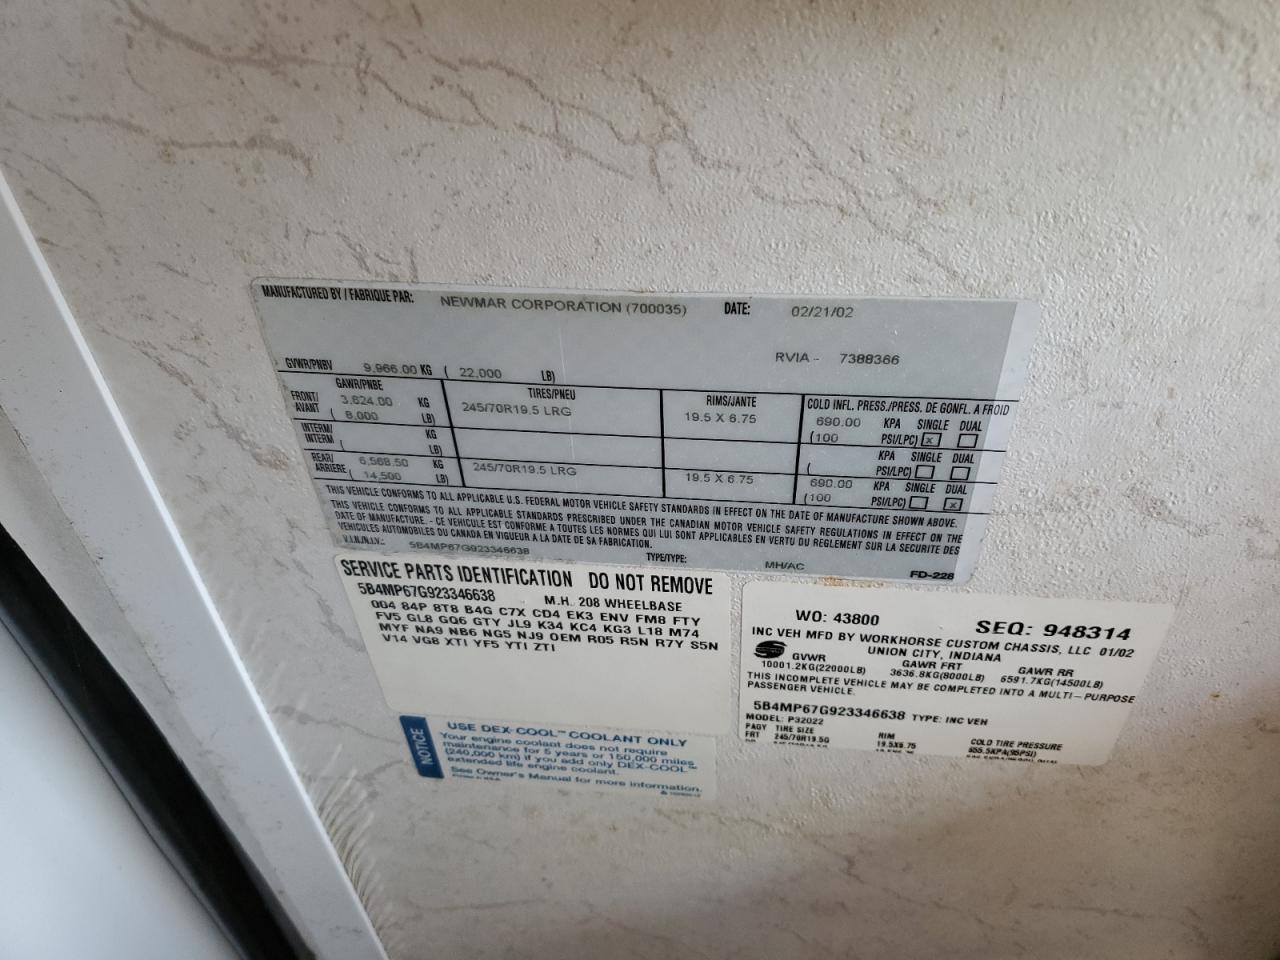 MANUFACTURED BY / FABRIQUE PAR: NEWMAR CORPORATION (700035) DATE: 02/21/02
RVIA - 7388366
GVWR/PNBV 9,966.00 KG ( 22,000 LB)
GAWR/PNBE TIRES/PNEU RIMS/JANTE COLD INFL. PRESS./PRESS. DE GONFL. A FROID
FRONT/ AVANT 3,624.00 KG 245/70R19.5 LRG 19.5 X 6.75 690.00 KPA SINGLE DUAL
( 8,000 LB) (100 PSI/LPC) x
INTERM/ INTERM KG KPA SINGLE DUAL
( LB) ( PSI/LPC)
REAR/ ARRIERE 6,568.50 KG 245/70R19.5 LRG 19.5 X 6.75 690.00 KPA SINGLE DUAL
( 14,500 LB) (100 PSI/LPC) x
THIS VEHICLE CONFORMS TO ALL APPLICABLE U.S. FEDERAL MOTOR VEHICLE SAFETY STANDARDS IN EFFECT ON THE DATE OF MANUFACTURE SHOWN ABOVE.
THIS VEHICLE CONFORMS TO ALL APPLICABLE STANDARDS PRESCRIBED UNDER THE CANADIAN MOTOR VEHICLE SAFETY REGULATIONS IN EFFECT ON THE
DATE OF MANUFACTURE. - CE VEHICULE EST CONFORME A TOUTES LES NORMES QUI LUI SONT APPLICABLES EN VERTU DU REGLEMENT SUR LA SECURITE DES
VEHICULES AUTOMOBILES DU CANADA EN VIGUEUR A LA DATE DE SA FABRICATION.
V.I.N./N.I.N.: 5B4MP67G923346638 TYPE/TYPE: MH/AC FD-228
SERVICE PARTS IDENTIFICATION DO NOT REMOVE
5B4MP67G923346638 M.H. 208 WHEELBASE
0D4 84P 8T8 B4G C7X CD4 EK3 ENV FM8 FTY
FV5 GL8 GQ6 GTY JL9 K34 KC4 KG3 L18 M74
MYF NA9 NB6 NG5 NJ9 OEM R05 R5N R7Y S5N
V14 VG8 XTI YF5 YTI ZTI
WO: 43800 SEQ: 948314
INC VEH MFD BY WORKHORSE CUSTOM CHASSIS, LLC 01/02
UNION CITY, INDIANA
GVWR GAWR FRT GAWR RR
10001.2KG(22000LB) 3636.8KG(8000LB) 6591.7KG(14500LB)
THIS INCOMPLETE VEHICLE MAY BE COMPLETED INTO A MULTI-PURPOSE
PASSENGER VEHICLE.
5B4MP67G923346638 TYPE: INC VEH
MODEL: P32022
PAGY TIRE SIZE RIM COLD TIRE PRESSURE
FRT 245/70R19.5G 19.5X6.75 655.5KPA(95PSI)
NOTICE
USE DEX-COOL™ COOLANT ONLY
Your engine coolant does not require
maintenance for 5 years or 150,000 miles
(240,000 km) if you add only DEX-COOL™
extended life engine coolant.
See Owner's Manual for more information.